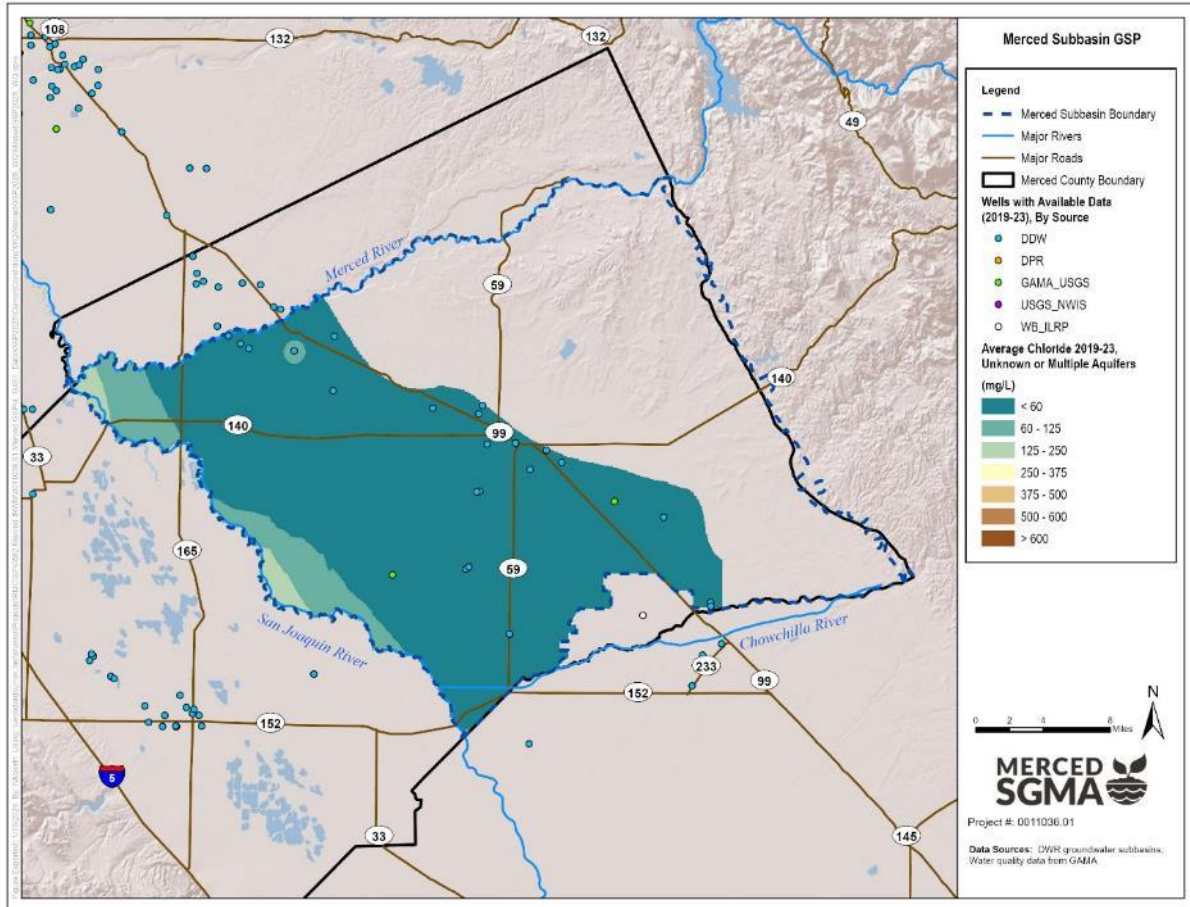 108
132
132
49
Merced River
59
140
140
99
33
165
59
San Joaquin River
Chowchilla River
233
99
152
152
5
33
145
Merced Subbasin GSP
Legend
Merced Subbasin Boundary
Major Rivers
Major Roads
Merced County Boundary
Wells with Available Data
(2019-23), By Source
DDW
DPR
GAMA_USGS
USGS_NWIS
WB_ILRP
Average Chloride 2019-23,
Unknown or Multiple Aquifers
(mg/L)
< 60
60 - 125
125 - 250
250 - 375
375 - 500
500 - 600
> 600
N
0 2 4 8
Miles
MERCED
SGMA
Project #: 0011036.01
Data Sources: DWR groundwater subbasins,
Water quality data from GAMA